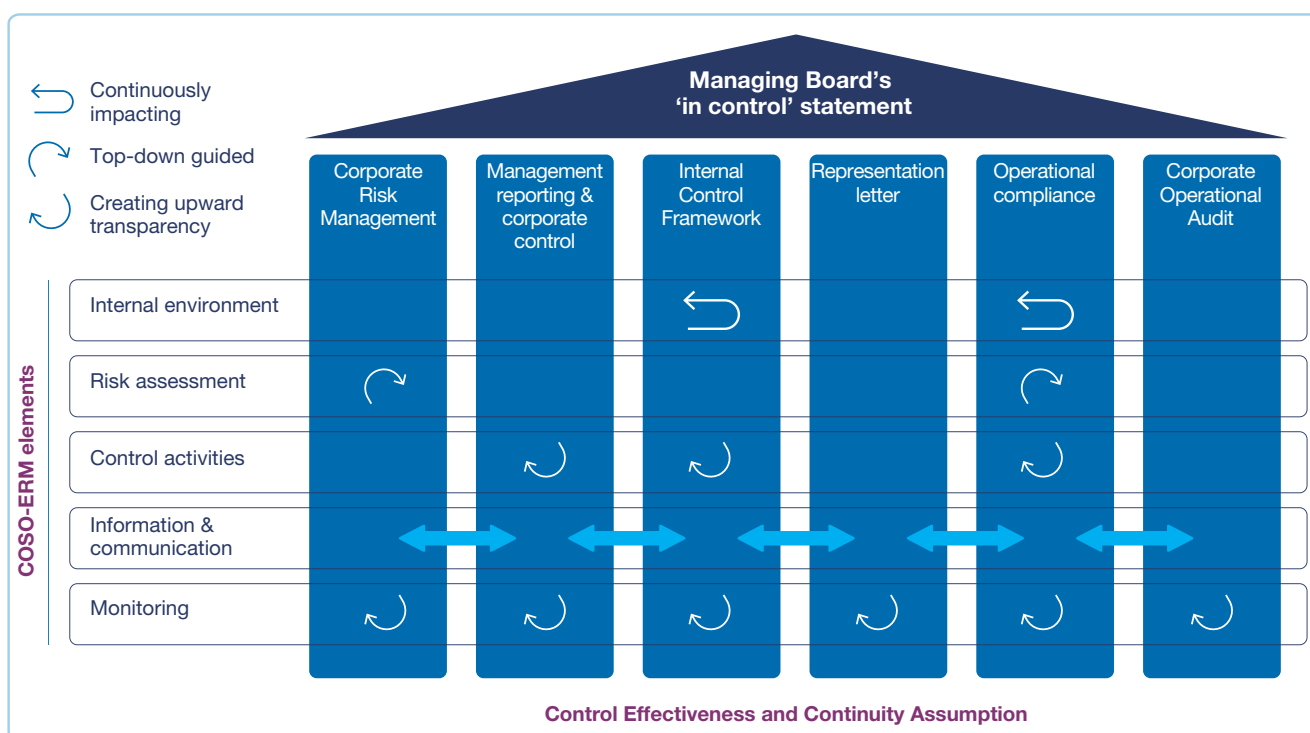 Managing Board's
'in control' statement
Continuously
impacting
Top-down guided
Creating upward
transparency
Corporate
Risk
Management
Management
reporting &
corporate
control
Internal
Control
Framework
Representation
letter
Operational
compliance
Corporate
Operational
Audit
COSO-ERM elements
Internal environment
Risk assessment
Control activities
Information &
communication
Monitoring
Control Effectiveness and Continuity Assumption